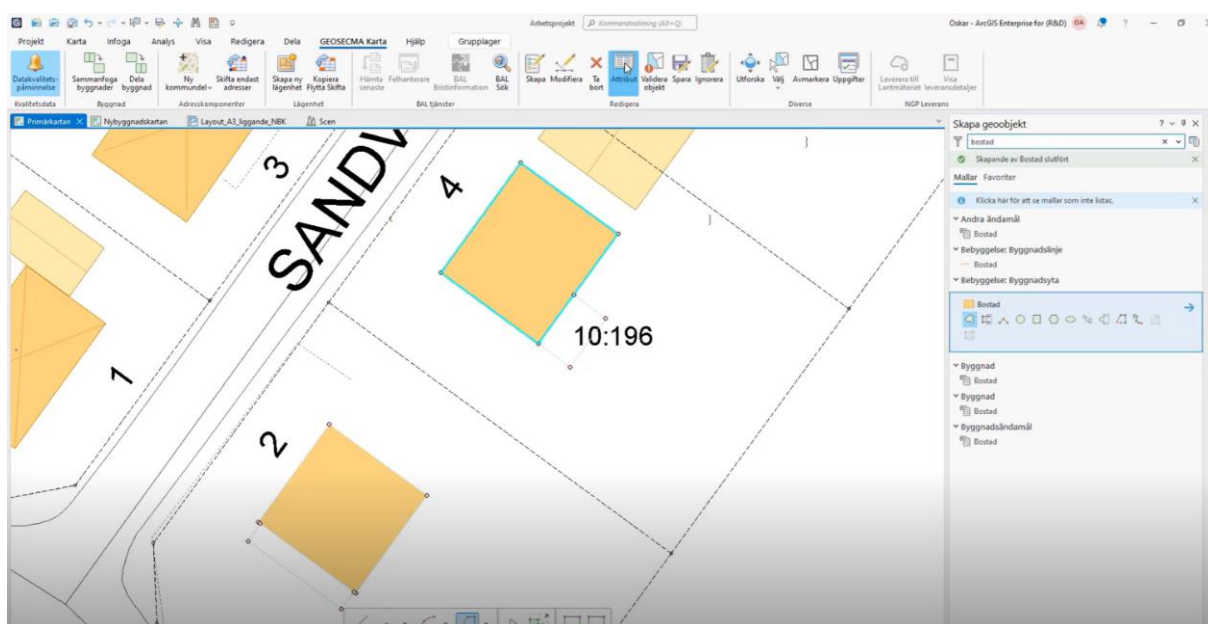 Arbetsprojekt
Kommandosökning (Alt+Q)
Oskar - ArcGIS Enterprise for (R&D)
OA
?
Projekt Karta Infoga Analys Visa Redigera Dela GEOSECMA Karta Hjälp Grupplager
Datakvalitets-påminnelse
Sammanfoga byggnader
Dela byggnad
Ny kommundel
Skifta endast adresser
Skapa ny lägenhet
Kopiera Flytta Skifta
Hämta senaste
Felhanterare
BAL Bristinformation
BAL Sök
Skapa
Modifiera
Ta bort
Attribut
Validera objekt
Spara
Ignorera
Utforska
Välj
Avmarkera
Uppgifter
Leverera till Lantmäteriet
Visa leveransdetaljer
Kvalitetsdata Byggnad Adresskomponenter Lägenhet BAL tjänster Redigera Diverse NGP Leverans
Primärkartan
Nybyggnadskartan
Layout_A3_liggande_NBK
Scen
3
SANDV
4
10:196
1
2
Skapa geoobjekt
?
bostad
Skapande av Bostad slutfört
Mallar Favoriter
Klicka här för att se mallar som inte listas.
Andra ändamål
Bostad
Bebyggelse: Byggnadslinje
Bostad
Bebyggelse: Byggnadsyta
Bostad
Byggnad
Bostad
Byggnad
Bostad
Byggnadsändamål
Bostad